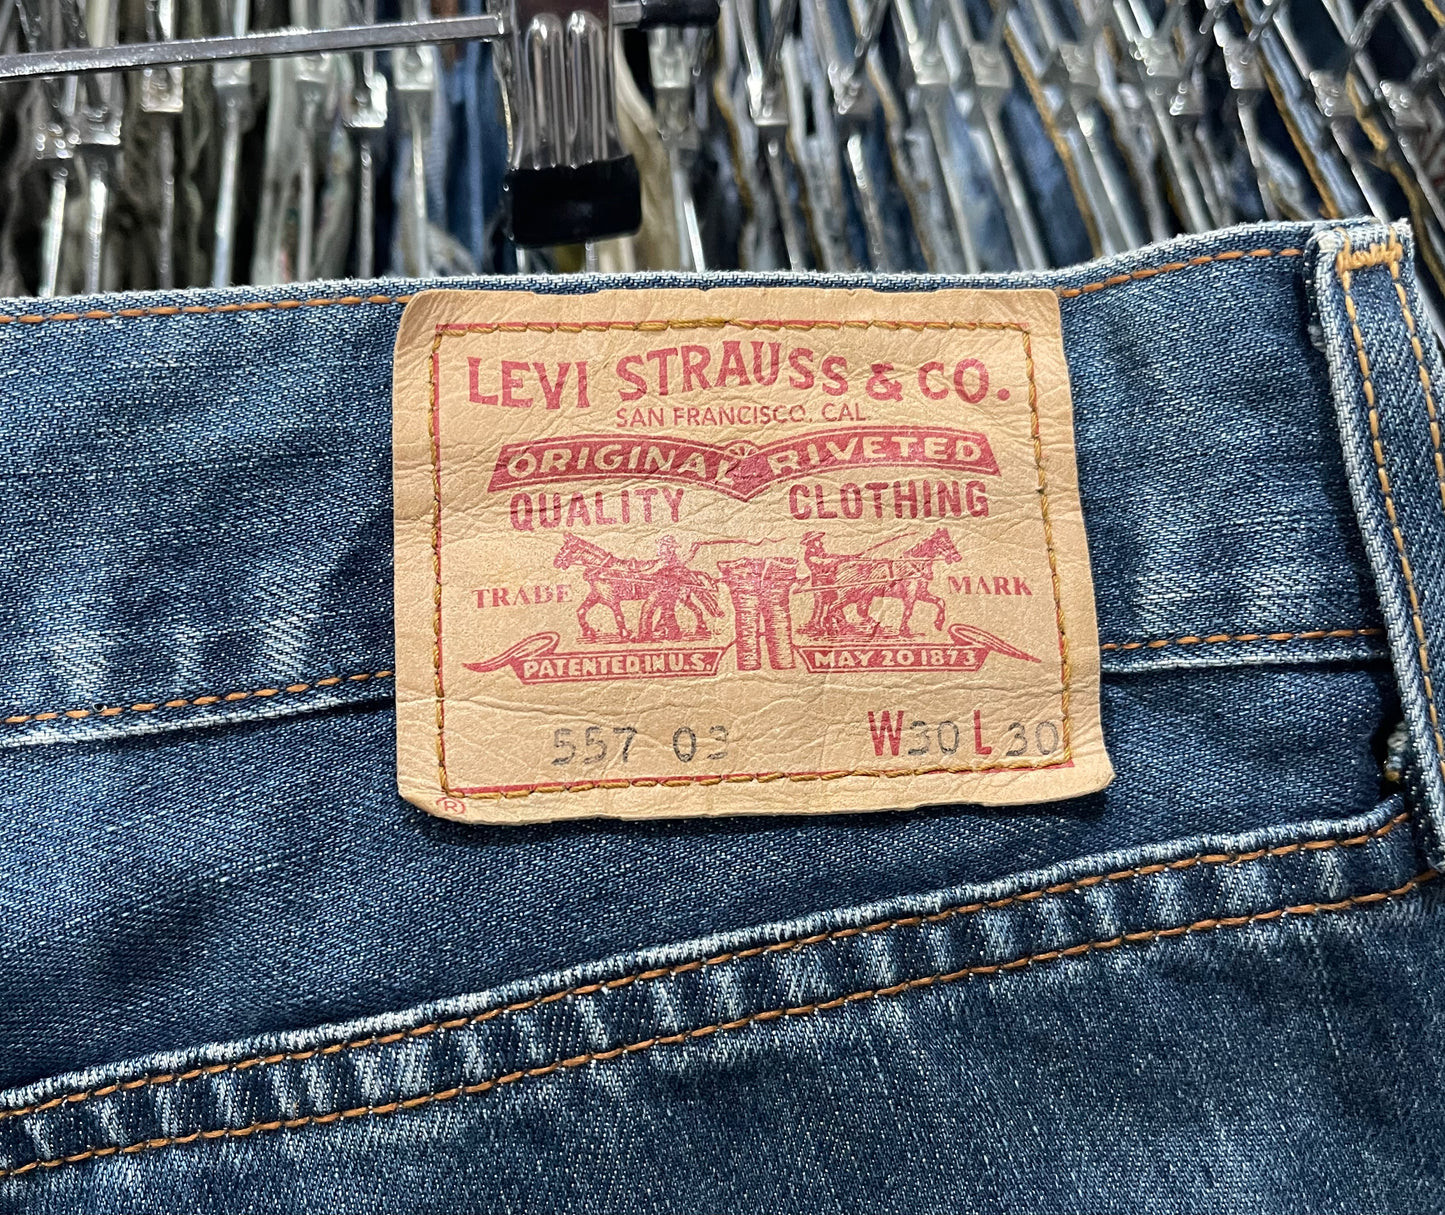 LEVI STRAUSS & CO.
SAN FRANCISCO, CAL.
ORIGINAL RIVETED
QUALITY CLOTHING
TRADE MARK
PATENTED IN U.S. MAY 20 1873
557 03 W30 L 30
®